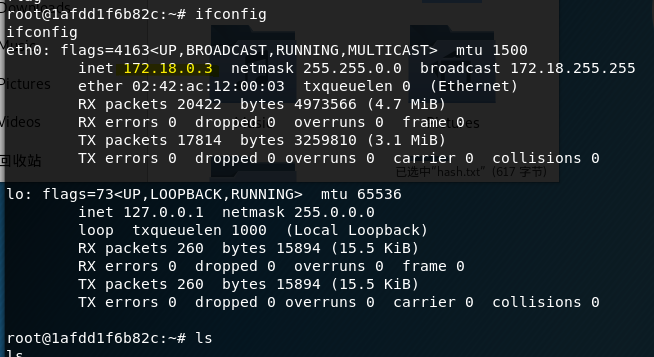 root@1afdd1f6b82c:~# ifconfig
ifconfig
eth0: flags=4163<UP,BROADCAST,RUNNING,MULTICAST>  mtu 1500
        inet 172.18.0.3  netmask 255.255.0.0  broadcast 172.18.255.255
        ether 02:42:ac:12:00:03  txqueuelen 0  (Ethernet)
Pictures
        RX packets 20422  bytes 4973566 (4.7 MiB)
        RX errors 0  dropped 0  overruns 0  frame 0
Videos
        TX packets 17814  bytes 3259810 (3.1 MiB)
        TX errors 0  dropped 0 overruns 0  carrier 0  collisions 0
回收站
已选中"hash.txt" (617 字节)
lo: flags=73<UP,LOOPBACK,RUNNING>  mtu 65536
        inet 127.0.0.1  netmask 255.0.0.0
        loop  txqueuelen 1000  (Local Loopback)
        RX packets 260  bytes 15894 (15.5 KiB)
        RX errors 0  dropped 0  overruns 0  frame 0
        TX packets 260  bytes 15894 (15.5 KiB)
        TX errors 0  dropped 0 overruns 0  carrier 0  collisions 0
root@1afdd1f6b82c:~# ls
ls